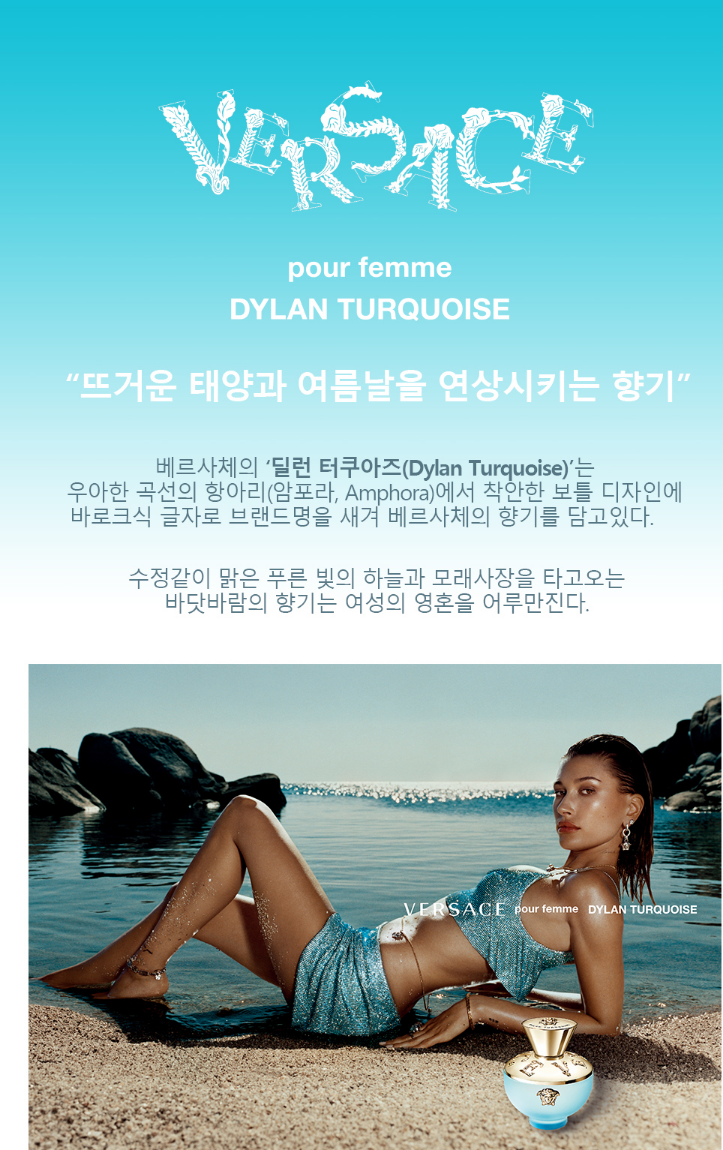 VERSACE
pour femme
DYLAN TURQUOISE
“뜨거운 태양과 여름날을 연상시키는 향기”
베르사체의 ‘딜런 터쿠아즈(Dylan Turquoise)’는
우아한 곡선의 항아리(암포라, Amphora)에서 착안한 보틀 디자인에
바로크식 글자로 브랜드명을 새겨 베르사체의 향기를 담고있다.
수정같이 맑은 푸른 빛의 하늘과 모래사장을 타고오는
바닷바람의 향기는 여성의 영혼을 어루만진다.
VERSACE pour femme DYLAN TURQUOISE